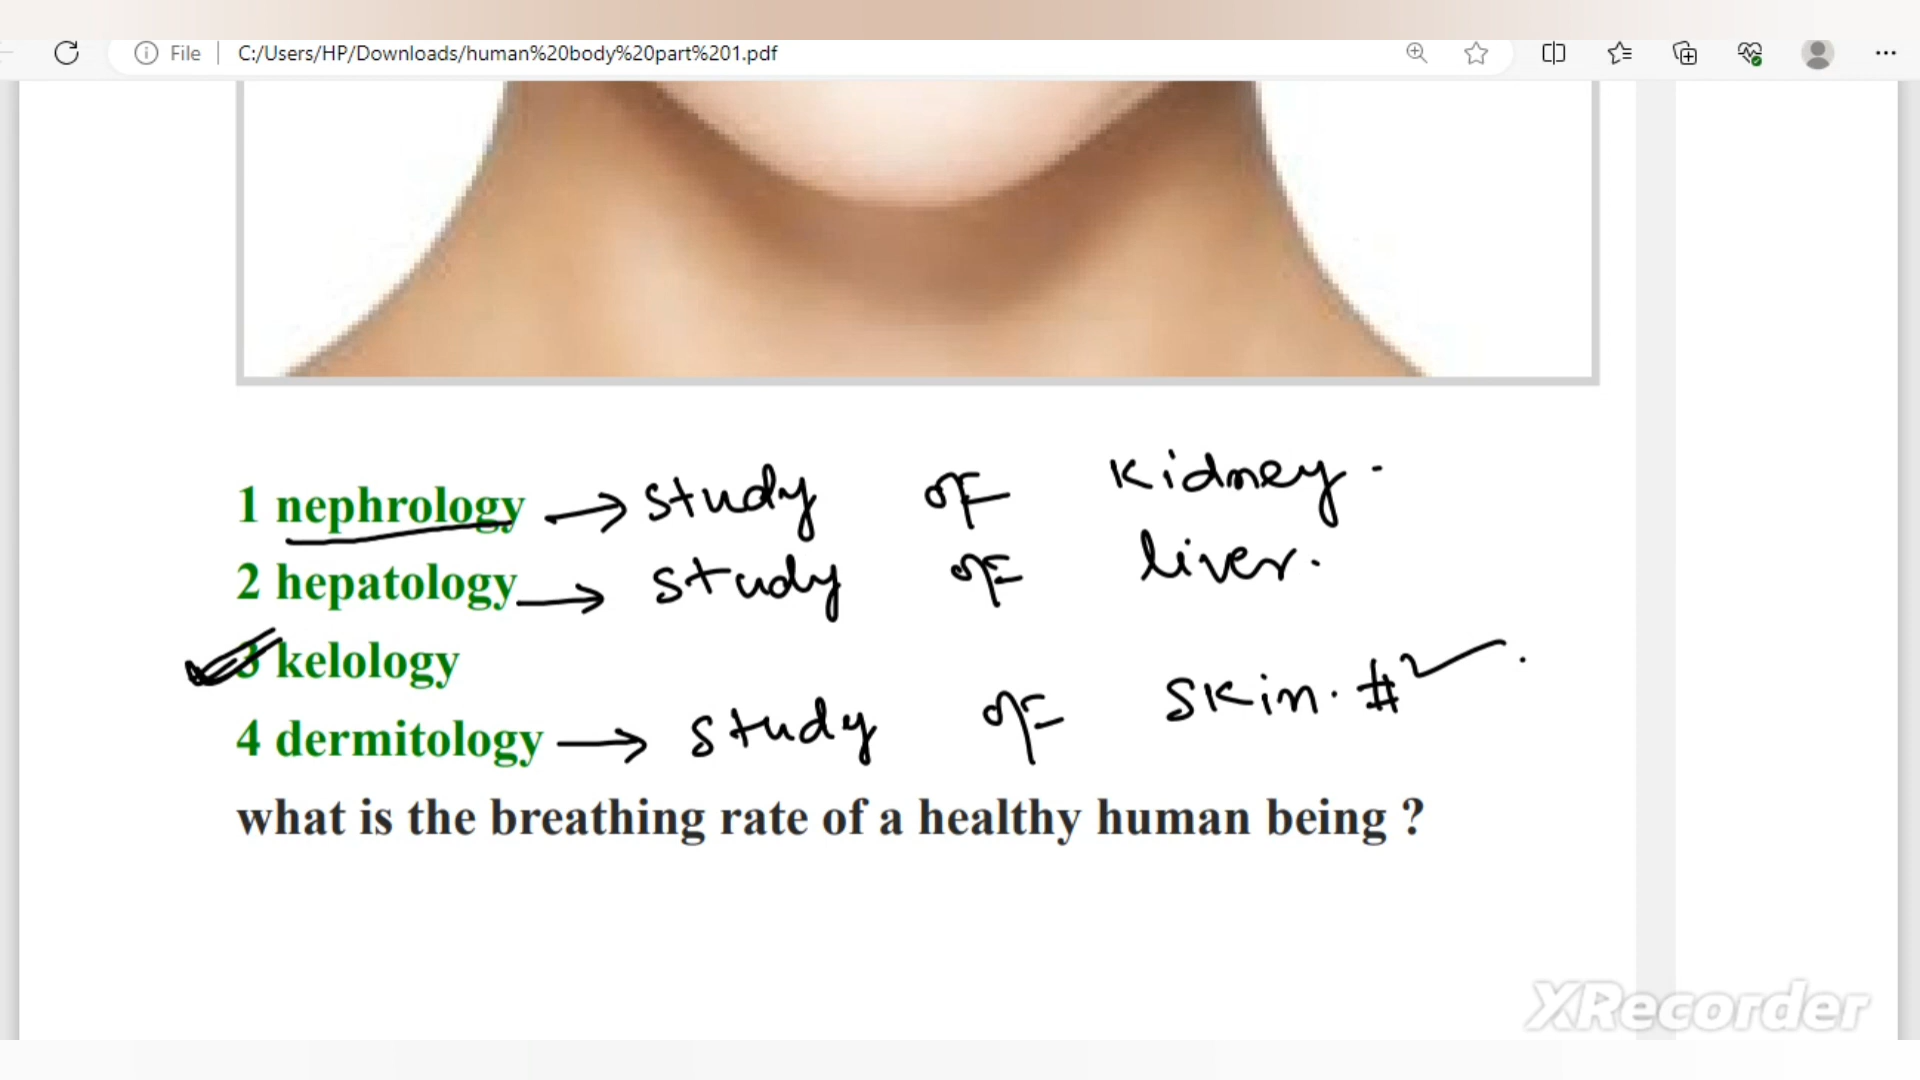 File C:/Users/HP/Downloads/human%20body%20part%201.pdf
1 nephrology → study of kidney.
2 hepatology → study of liver.
3 kelology
4 dermitology → study of skin. #
what is the breathing rate of a healthy human being ?
XRecorder